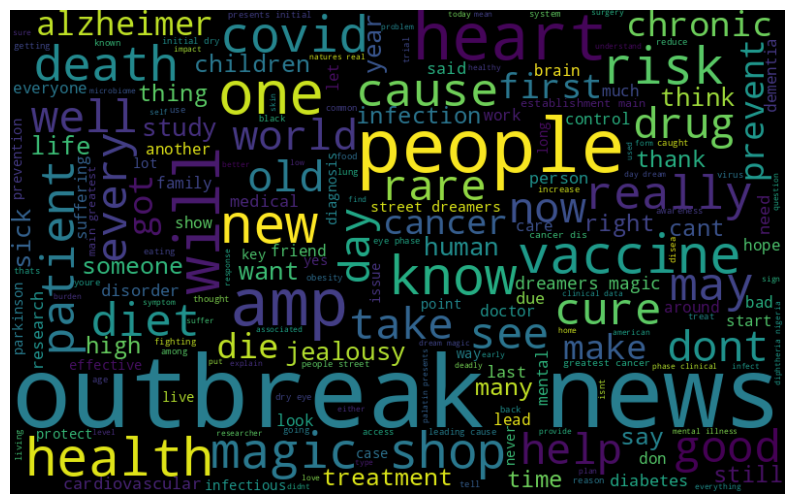 presents initial
today mean
system
surgery
problem
sure
getting
alzheimer
known
initial dry
impact
covid
year
natures real
let
heart
trial
understand
reduce
chronic
microbiome
self
use
death
children
everyone
said
brain
healthy
risk
prevent
dementia
skin
thing
one
cause
first
much
common
black
infection
work
establishment main
greatest
think
prevention
well
study
world
control
drug
another
better
low
food
lung
people
long
used
form
caught
virus
life
old
person
thank
day dream
question
lot
family
diagnosis
find
rare
increase
awareness
every
suffering
sick
patient
main greatest
will
got
medical
street dreamers
really
show
new
day
eye phase
cancer
now
care
right
cant
need
eating
cancer dis
disea
thats
key
friend
yes
human
issue
hope
someone
response
want
know
vaccine
sign
youre
obesity
dreamers magic
parkinson
research
burden
disorder
symptom
thought
suffer
amp
point
doctor
due
clinical data
may
around
bad
start
treat
diet
associated
take see
cure
diphtheria nigeria
high
fighting
among
die
jealousy
dream magic
way
early
home
american
make
dont
effective
age
put
explain
people street
last
deadly
mental
greatest cancer
phase clinical
infect
outbreak news
live
dry eye
many
isnt
living
protect
level
look
either
back
going
access
lead
never
provide
mental illness
health
researcher
magic shop
case
leading cause
don
say
plan
reason
help
good
cardiovascular
infectious
didnt
love
type
treatment
tell
time
diabetes
everything
still